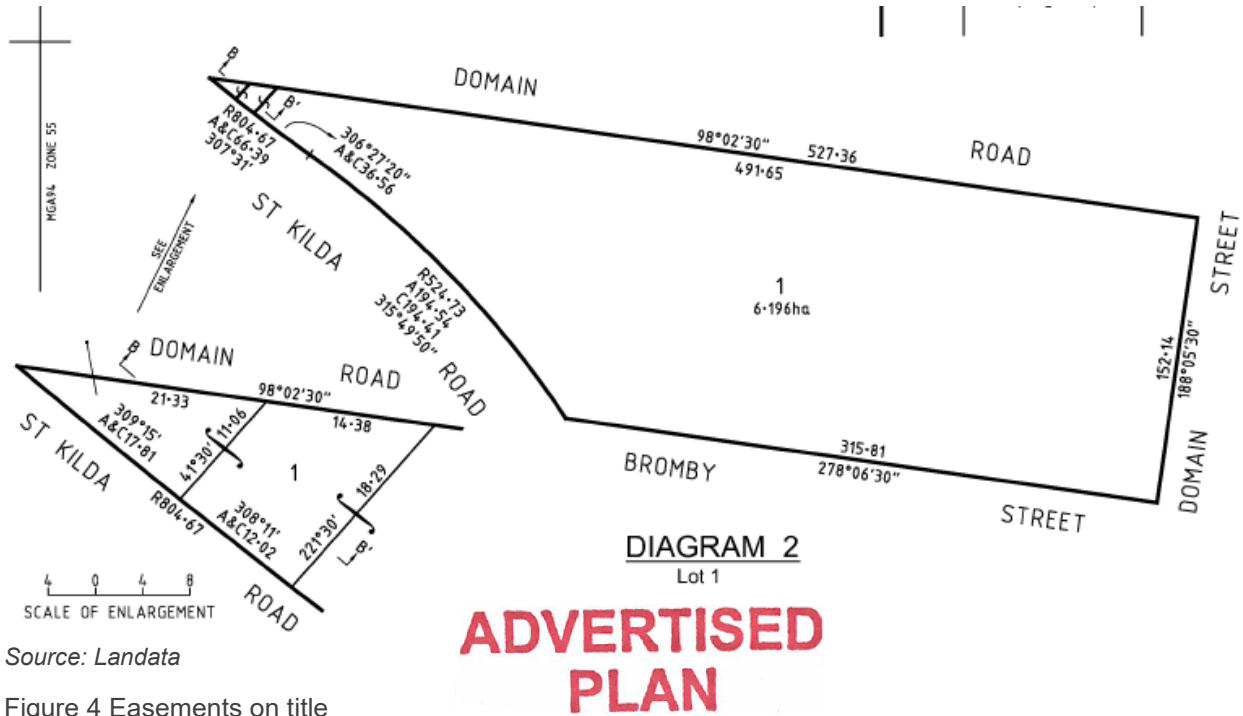 MGA94 ZONE 55
B
B'
DOMAIN
98°02'30"
527·36
491·65
ROAD
R804·67
A&C66·39
307°31'
306°27'20"
A&C36·56
ST KILDA
ROAD
R524·73
A194·54
C194·41
315°49'50"
1
6·196ha
STREET
DOMAIN
152·14
188°05'30"
315·81
278°06'30"
BROMBY
STREET
SEE
ENLARGEMENT
B
DOMAIN
ROAD
21·33
98°02'30"
14·38
309°15'
A&C17·81
41°30'
11·06
1
18·29
221°30'
B'
ST KILDA
R804·67
308°11'
A&C12·02
ROAD
4 0 4 8
SCALE OF ENLARGEMENT
DIAGRAM 2
Lot 1
ADVERTISED
PLAN
Source: Landata
Figure 4 Easements on title